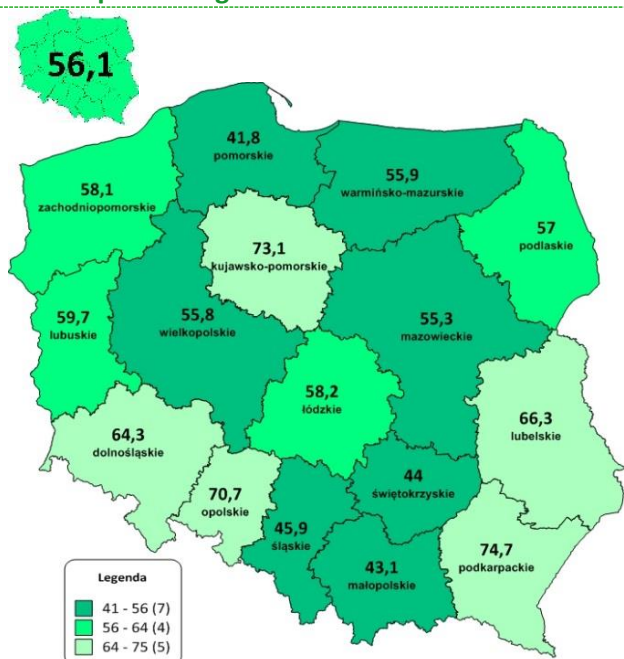 56,1
41,8
pomorskie
55,9
warmińsko-mazurskie
58,1
zachodniopomorskie
57
podlaskie
73,1
kujawsko-pomorskie
59,7
lubuskie
55,8
wielkopolskie
55,3
mazowieckie
58,2
łódzkie
66,3
lubelskie
64,3
dolnośląskie
70,7
opolskie
44
świętokrzyskie
45,9
śląskie
43,1
małopolskie
74,7
podkarpackie
Legenda
41 - 56 (7)
56 - 64 (4)
64 - 75 (5)